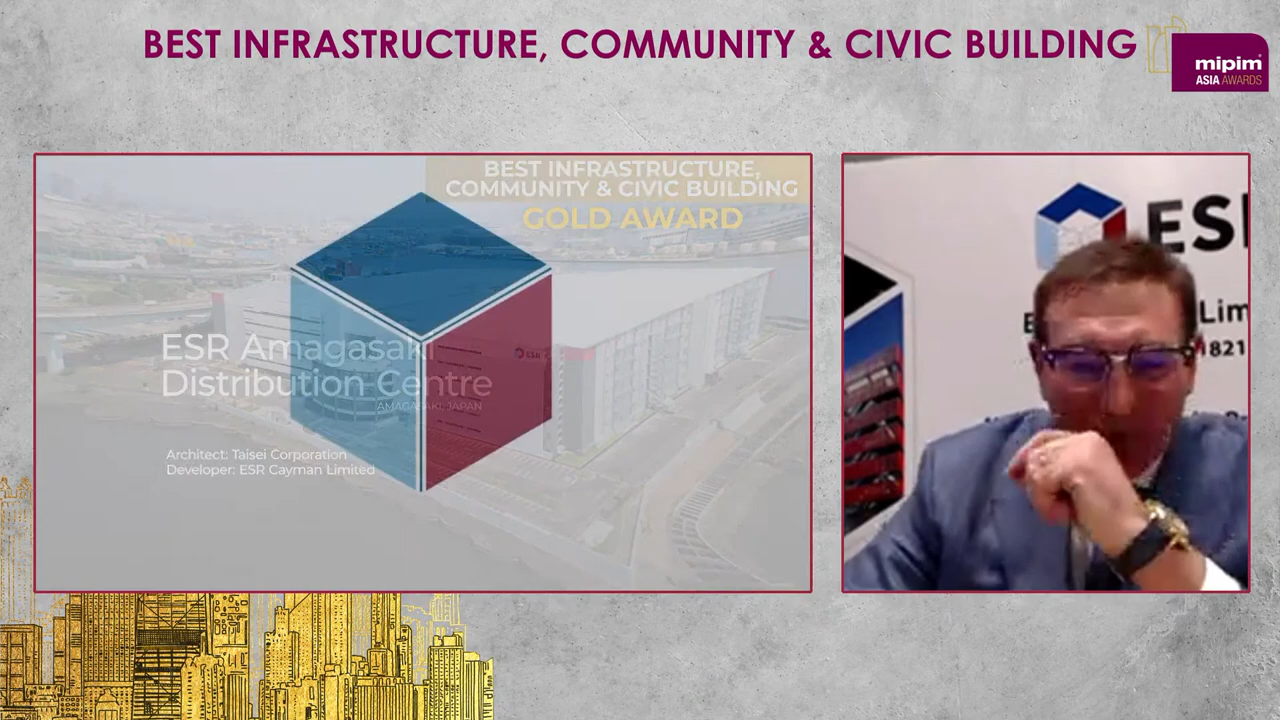 BEST INFRASTRUCTURE, COMMUNITY & CIVIC BUILDING
mipim
ASIA AWARDS
BEST INFRASTRUCTURE,
COMMUNITY & CIVIC BUILDING
GOLD AWARD
ESR Amagasaki
Distribution Centre
AMAGASAKI, JAPAN
Architect: Taisei Corporation
Developer: ESR Cayman Limited
ESR
1821